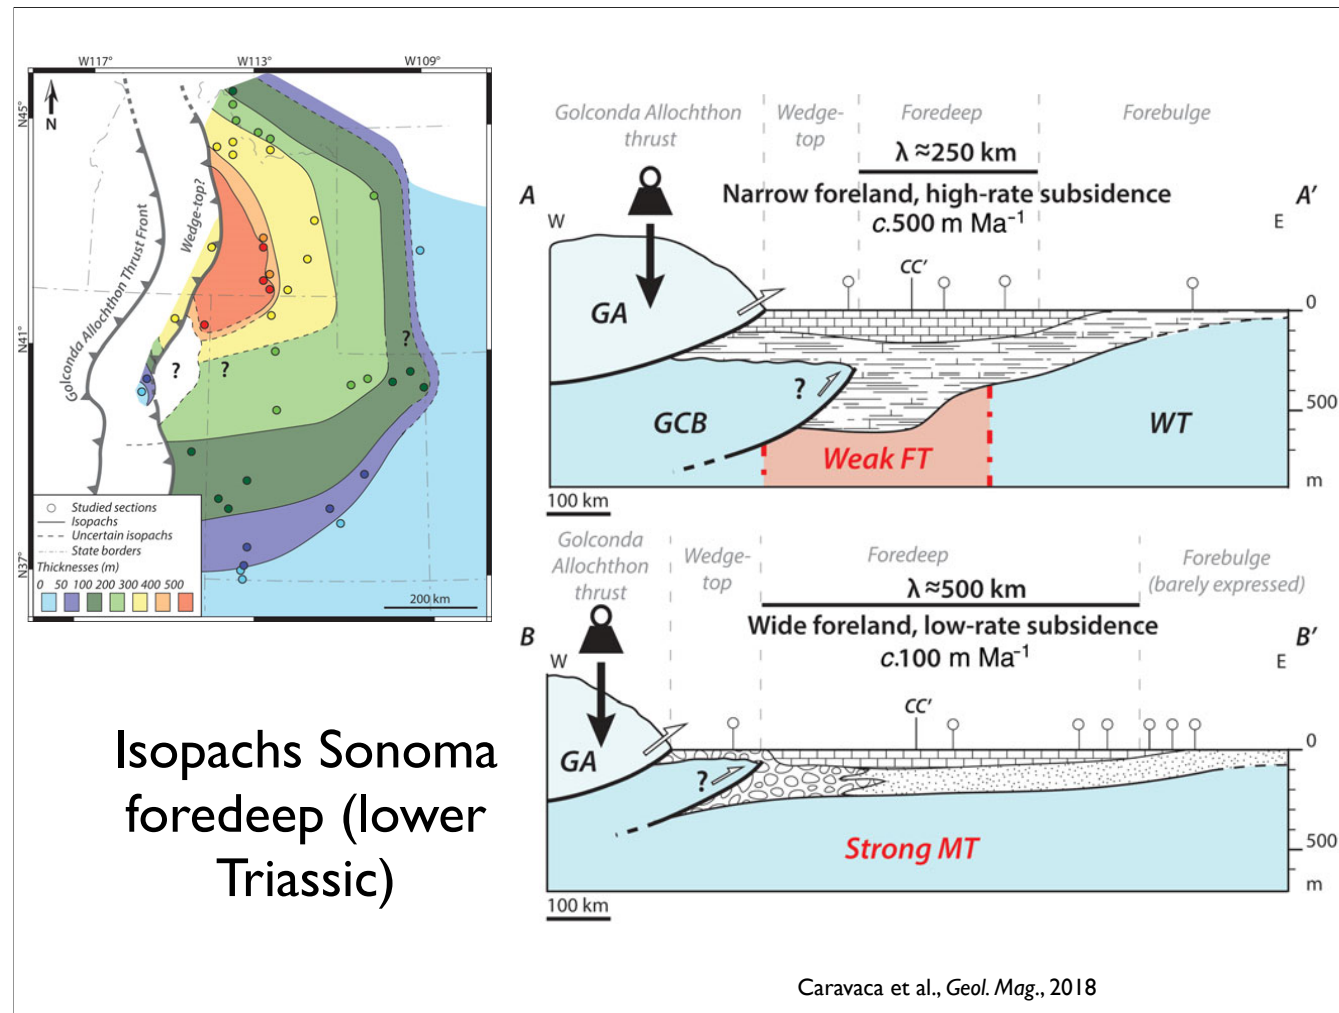 W117°
W113°
W109°
N45°
N
N41°
N37°
Golconda Allochthon Thrust Front
Wedge-top?
?
?
?
Studied sections
Isopachs
Uncertain isopachs
State borders
Thicknesses (m)
0 50 100 200 300 400 500
200 km
Isopachs Sonoma
foredeep (lower
Triassic)
Golconda Allochthon
thrust
Wedge-
top
Foredeep
Forebulge
λ ≈250 km
A
A′
Narrow foreland, high-rate subsidence
c.500 m Ma⁻¹
W
E
CC′
GA
0
?
GCB
WT
500
Weak FT
m
100 km
Golconda
Allochthon
thrust
Wedge-
top
Foredeep
Forebulge
(barely expressed)
λ ≈500 km
B
B′
Wide foreland, low-rate subsidence
c.100 m Ma⁻¹
W
E
CC′
GA
0
?
Strong MT
500
m
100 km
Caravaca et al., Geol. Mag., 2018